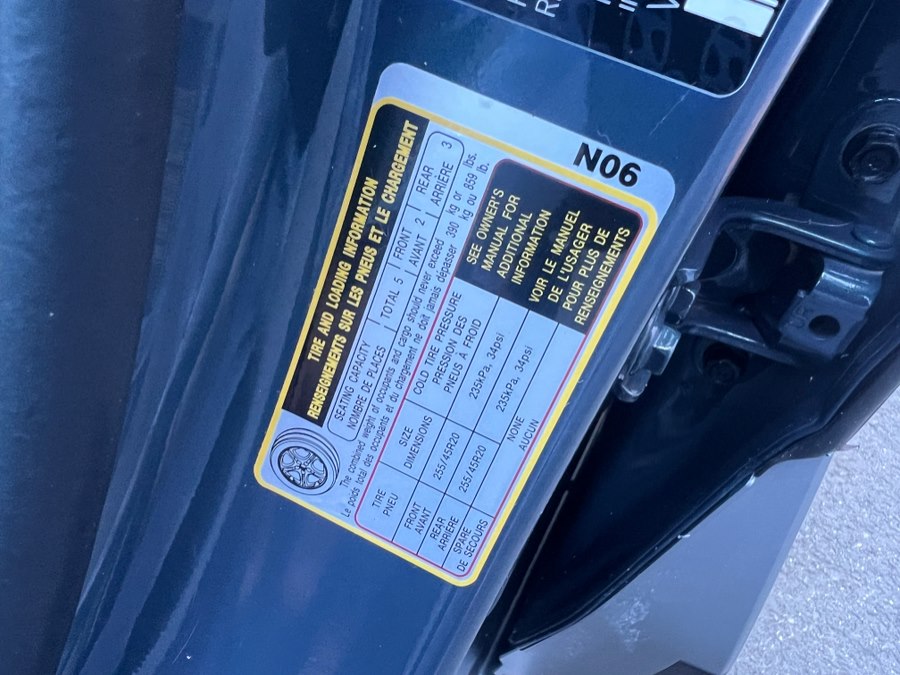 N06
TIRE AND LOADING INFORMATION
RENSEIGNEMENTS SUR LES PNEUS ET LE CHARGEMENT
SEATING CAPACITY TOTAL 5 FRONT 2 REAR 3
NOMBRE DE PLACES AVANT ARRIÈRE
The combined weight of occupants and cargo should never exceed 390 kg or 859 lbs.
Le poids total des occupants et du chargement ne doit jamais dépasser 390 kg ou 859 lb.
TIRE SIZE COLD TIRE PRESSURE
PNEU DIMENSIONS PRESSION DES
PNEUS À FROID
FRONT 255/45R20 235kPa, 34psi
AVANT
REAR 255/45R20 235kPa, 34psi
ARRIÈRE
SPARE NONE
DE SECOURS AUCUN
SEE OWNER'S
MANUAL FOR
ADDITIONAL
INFORMATION
VOIR LE MANUEL
DE L'USAGER
POUR PLUS DE
RENSEIGNEMENTS